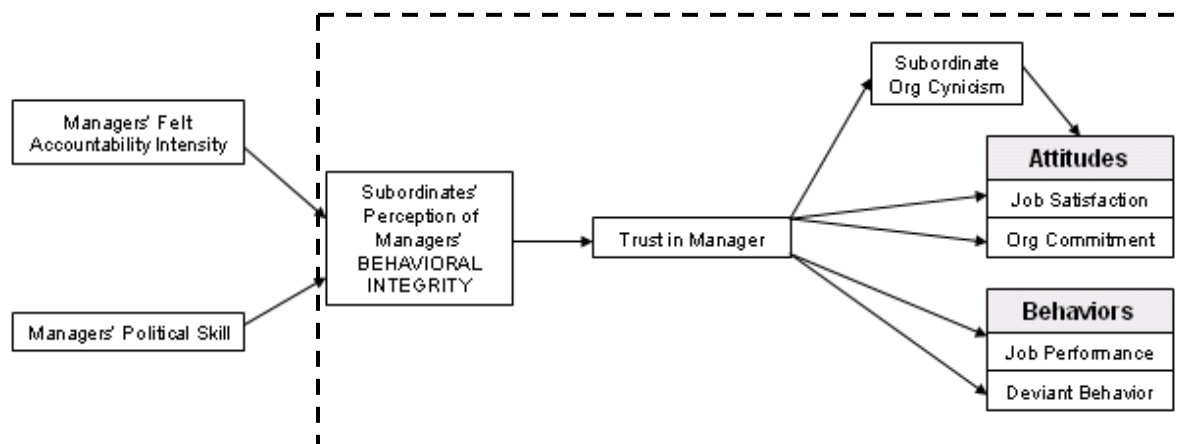 Managers' Felt
Accountability Intensity
Managers' Political Skill
Subordinates'
Perception of
Managers'
BEHAVIORAL
INTEGRITY
Trust in Manager
Subordinate
Org Cynicism
Attitudes
Job Satisfaction
Org Commitment
Behaviors
Job Performance
Deviant Behavior